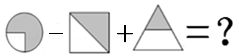 − + = ?